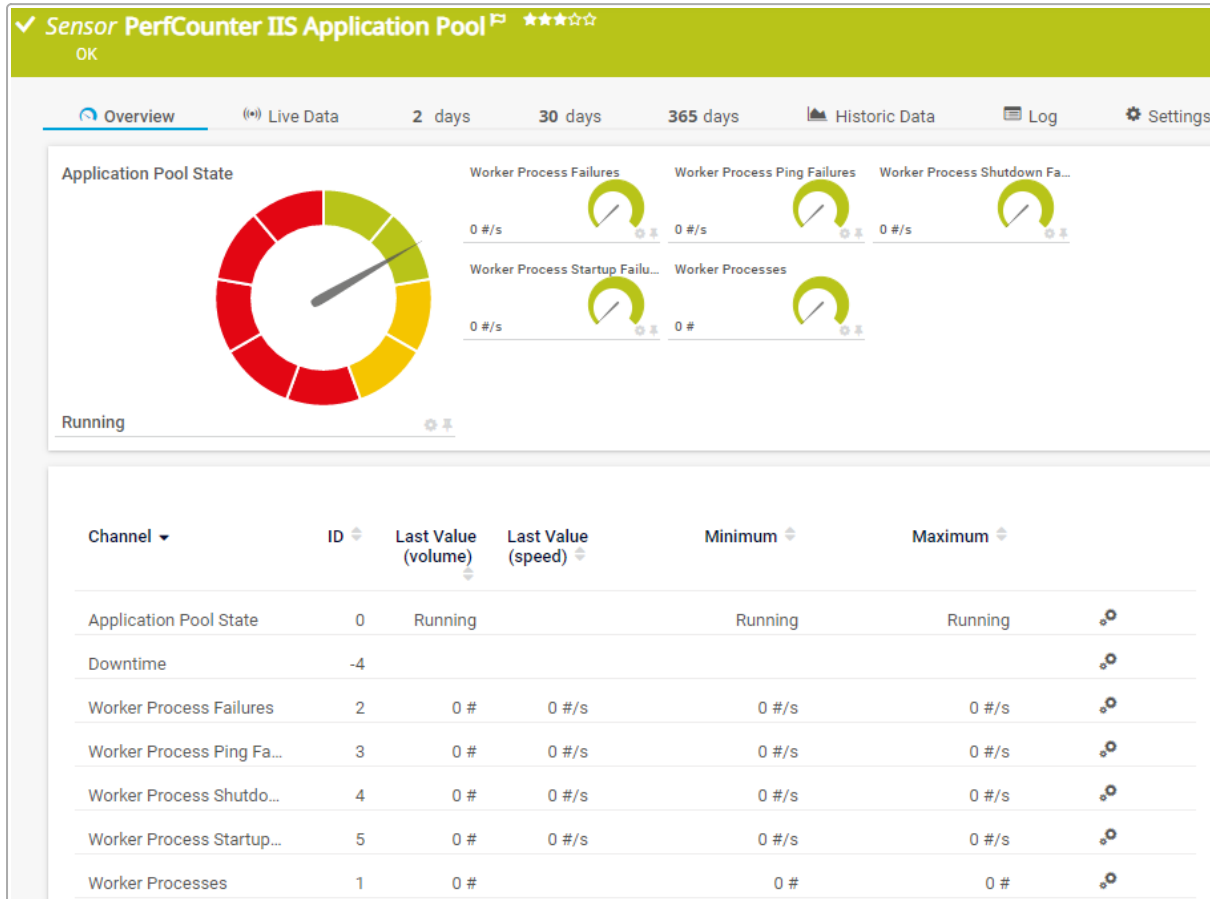 Sensor PerfCounter IIS Application Pool
OK
Overview Live Data 2 days 30 days 365 days Historic Data Log Settings
Application Pool State
Running
Worker Process Failures
0 #/s
Worker Process Ping Failures
0 #/s
Worker Process Shutdown Fa...
0 #/s
Worker Process Startup Failu...
0 #/s
Worker Processes
0 #
Channel ID Last Value (volume) Last Value (speed) Minimum Maximum
Application Pool State 0 Running Running Running
Downtime -4
Worker Process Failures 2 0 # 0 #/s 0 #/s 0 #/s
Worker Process Ping Fa... 3 0 # 0 #/s 0 #/s 0 #/s
Worker Process Shutdo... 4 0 # 0 #/s 0 #/s 0 #/s
Worker Process Startup... 5 0 # 0 #/s 0 #/s 0 #/s
Worker Processes 1 0 # 0 # 0 #